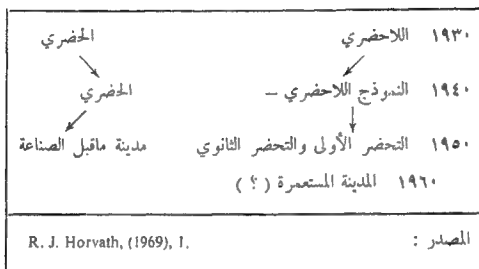 ١٩٣٠ اللاحضري الحضري
١٩٤٠ النموذج اللاحضري – الحضري
١٩٥٠ التحضر الأولى والتحضر الثانوي مدينة ماقبل الصناعة
١٩٦٠ المدينة المستعمرة ( ؟ )
المصدر : R. J. Horvath, (1969), 1.